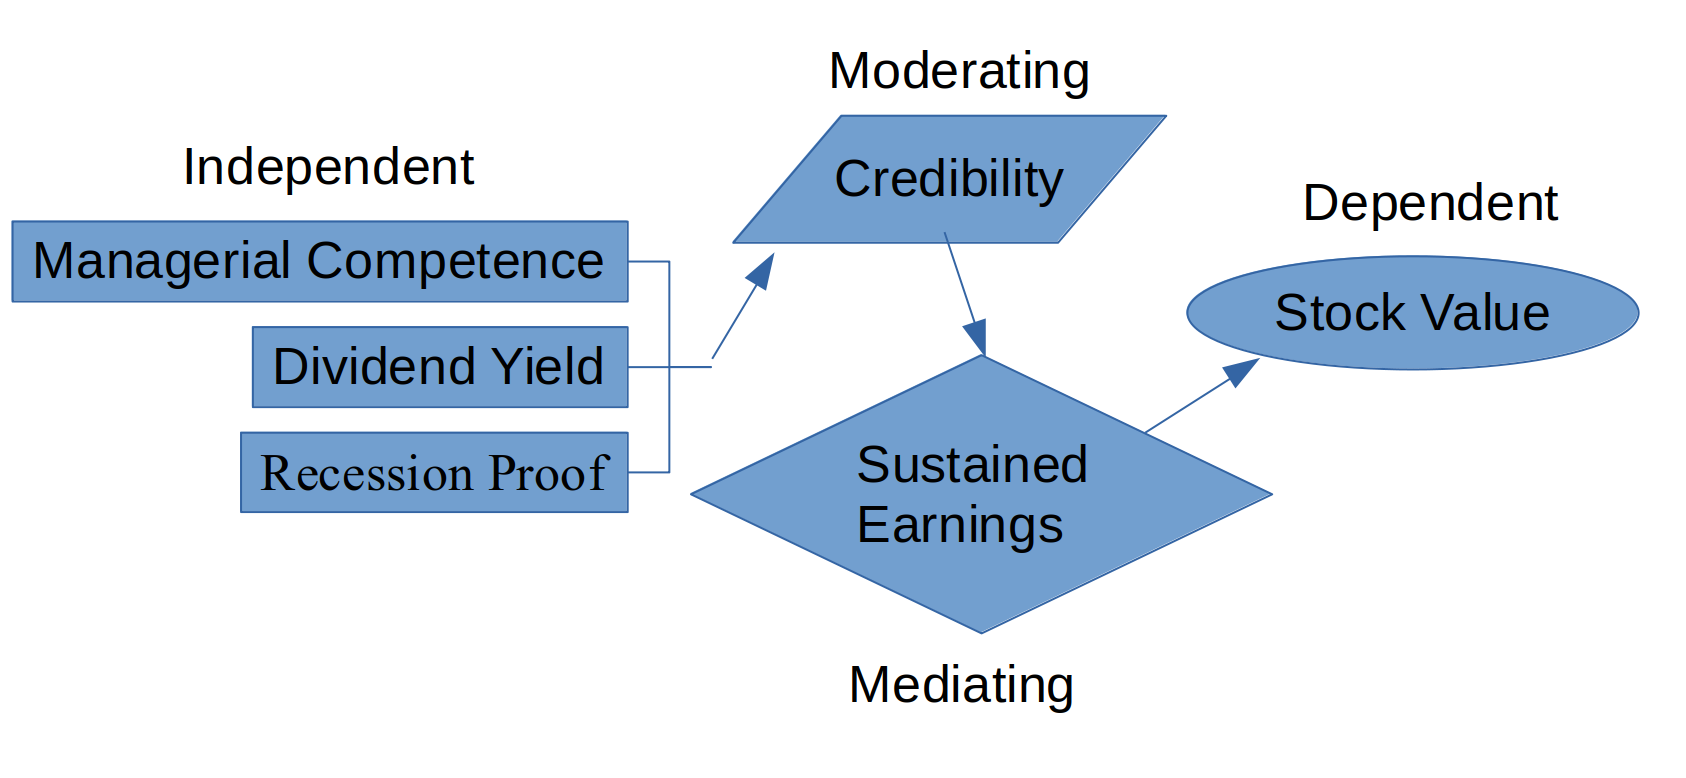 Moderating
Credibility
Independent
Managerial Competence
Dividend Yield
Recession Proof
Dependent
Stock Value
Sustained
Earnings
Mediating